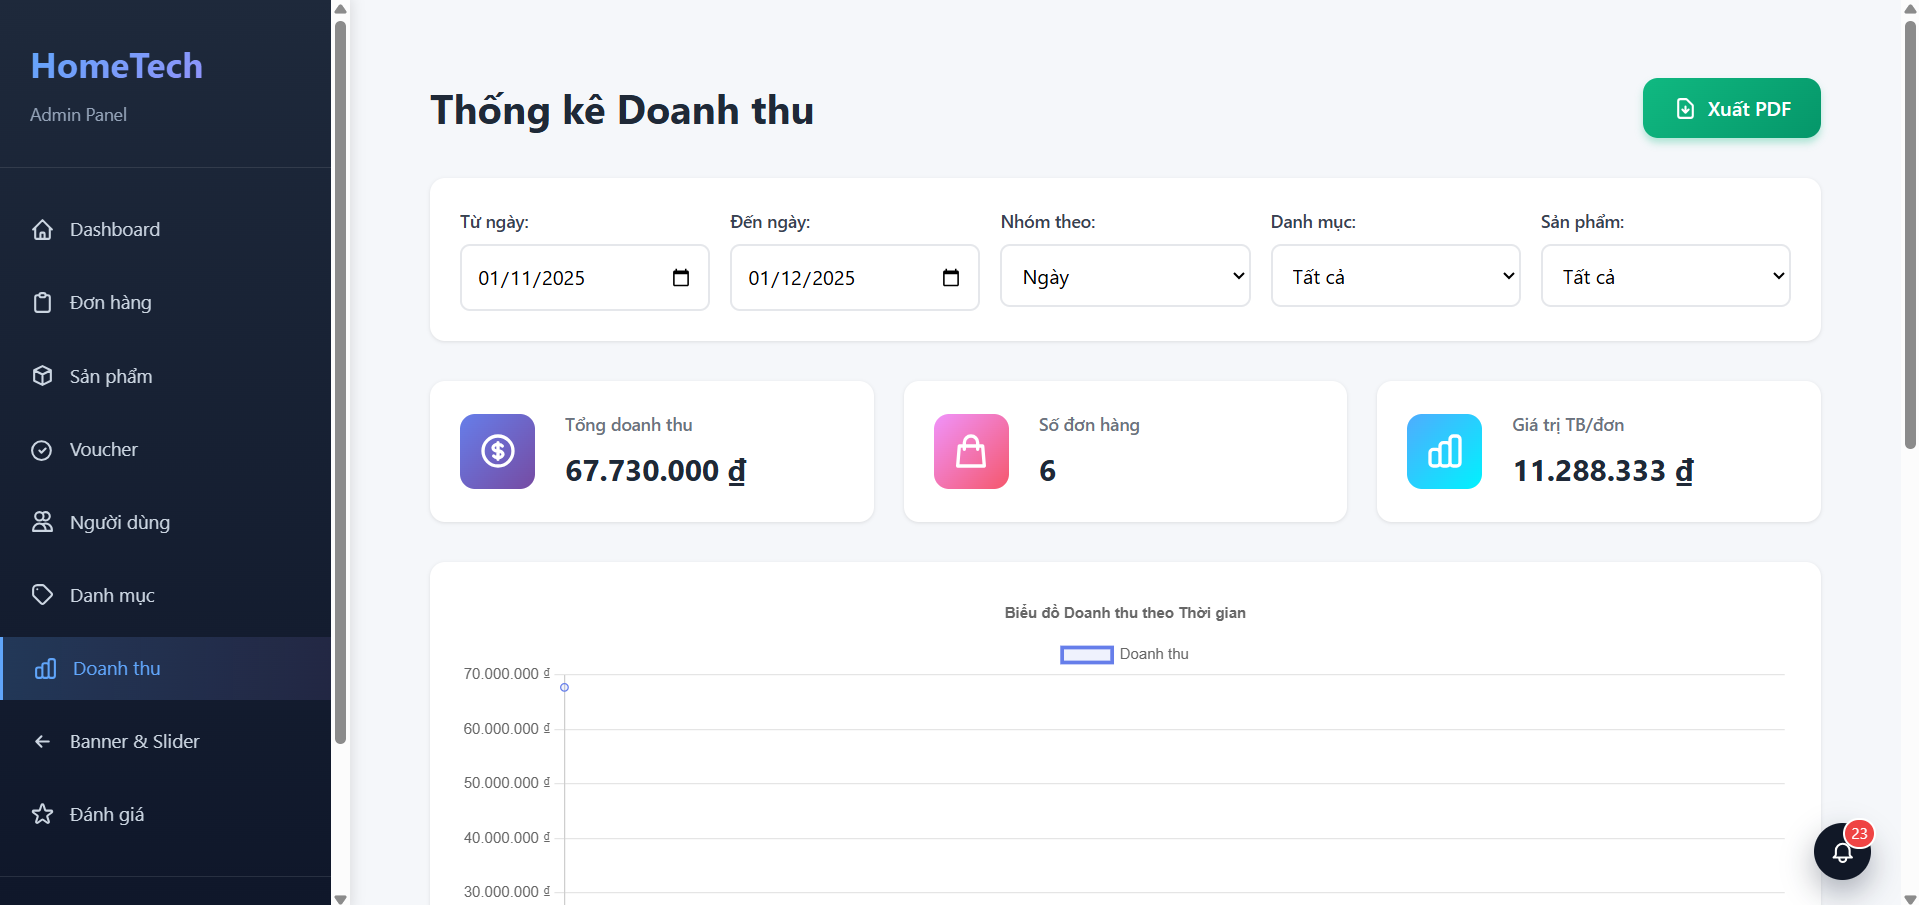 HomeTech
Admin Panel
Dashboard
Đơn hàng
Sản phẩm
Voucher
Người dùng
Danh mục
Doanh thu
Banner & Slider
Đánh giá
Thống kê Doanh thu
Xuất PDF
Từ ngày:
01/11/2025
Đến ngày:
01/12/2025
Nhóm theo:
Ngày
Danh mục:
Tất cả
Sản phẩm:
Tất cả
Tổng doanh thu
67.730.000 ₫
Số đơn hàng
6
Giá trị TB/đơn
11.288.333 ₫
Biểu đồ Doanh thu theo Thời gian
Doanh thu
70.000.000 ₫
60.000.000 ₫
50.000.000 ₫
40.000.000 ₫
30.000.000 ₫
23